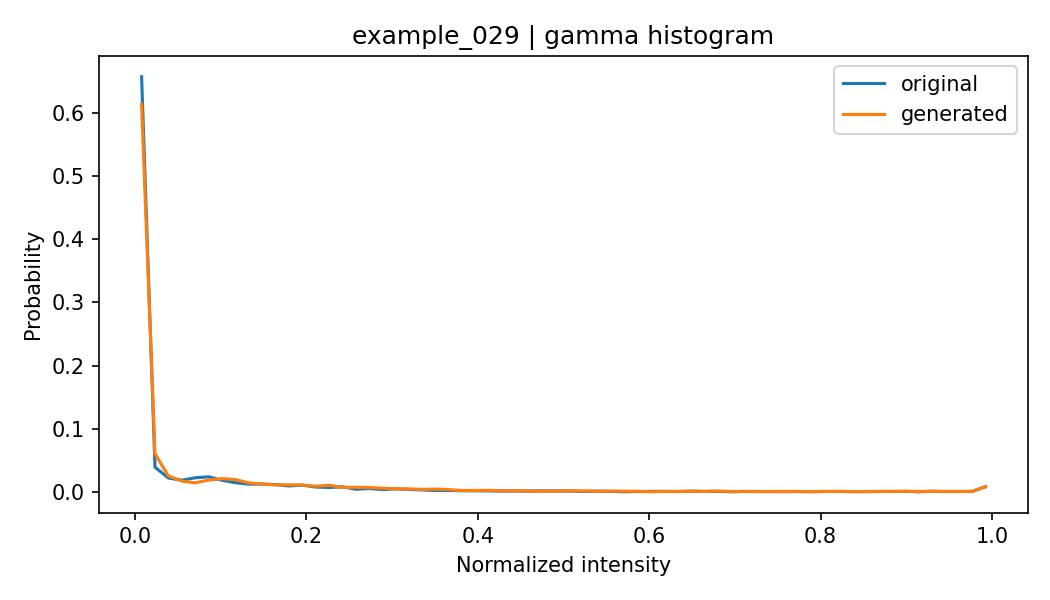 example_029 | gamma histogram
original
generated
Probability
0.6
0.5
0.4
0.3
0.2
0.1
0.0
0.0 0.2 0.4 0.6 0.8 1.0
Normalized intensity